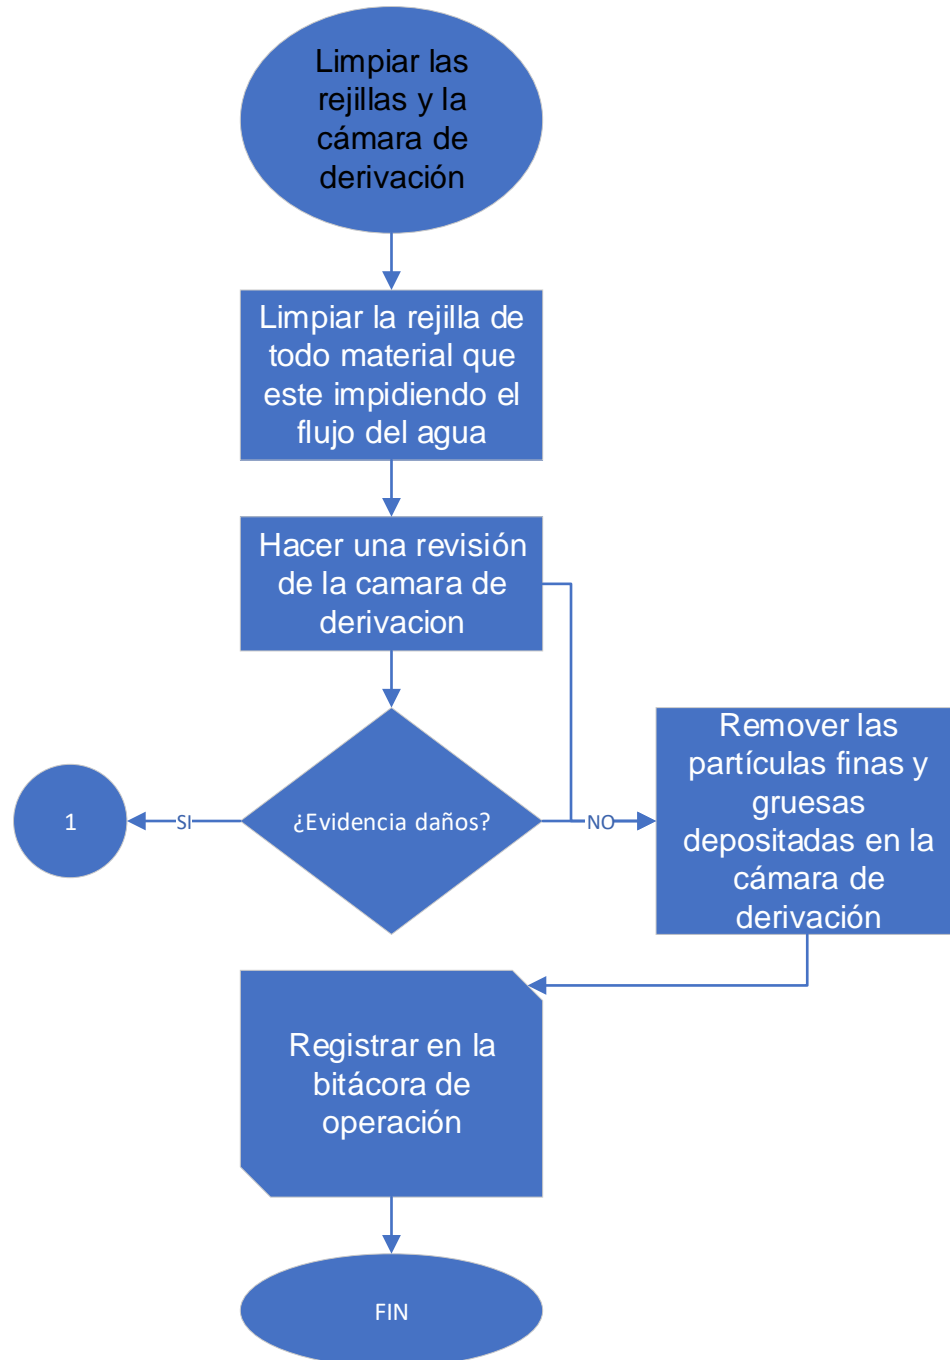 Limpiar las
rejillas y la
cámara de
derivación
Limpiar la rejilla de
todo material que
este impidiendo el
flujo del agua
Hacer una revisión
de la camara de
derivacion
¿Evidencia daños?
SI
1
NO
Remover las
partículas finas y
gruesas
depositadas en la
cámara de
derivación
Registrar en la
bitácora de
operación
FIN